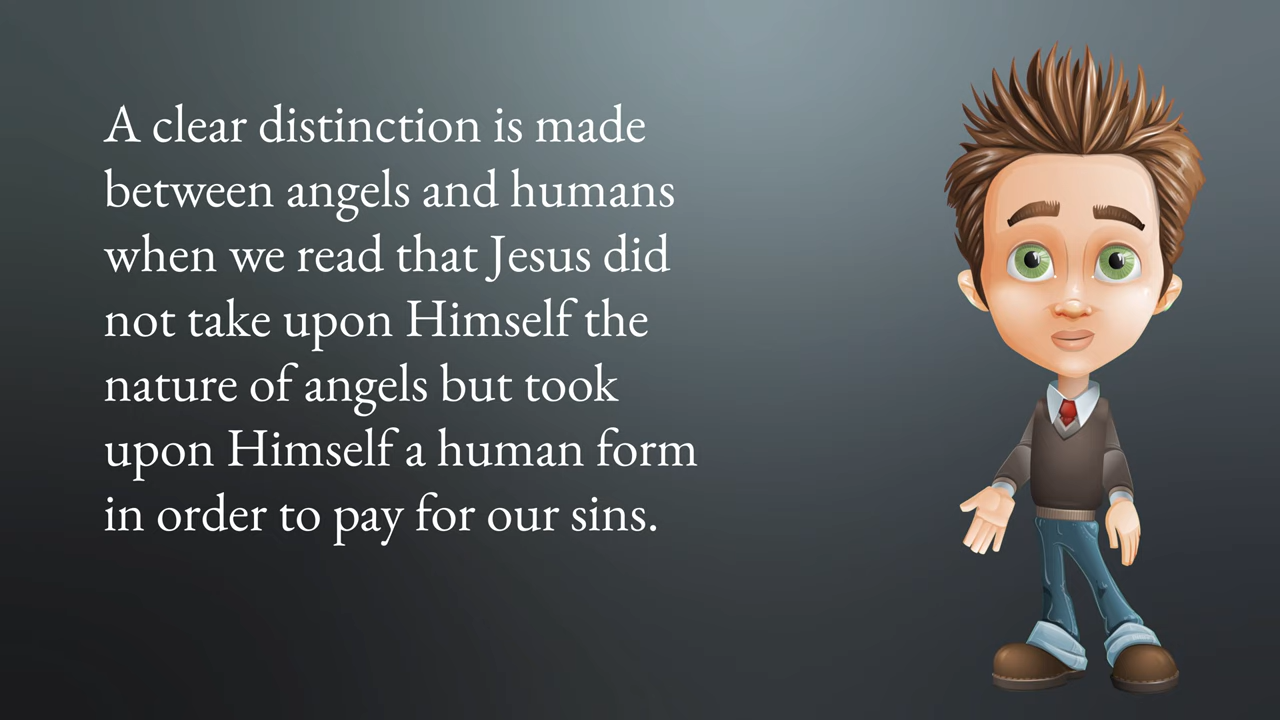 A clear distinction is made
between angels and humans
when we read that Jesus did
not take upon Himself the
nature of angels but took
upon Himself a human form
in order to pay for our sins.